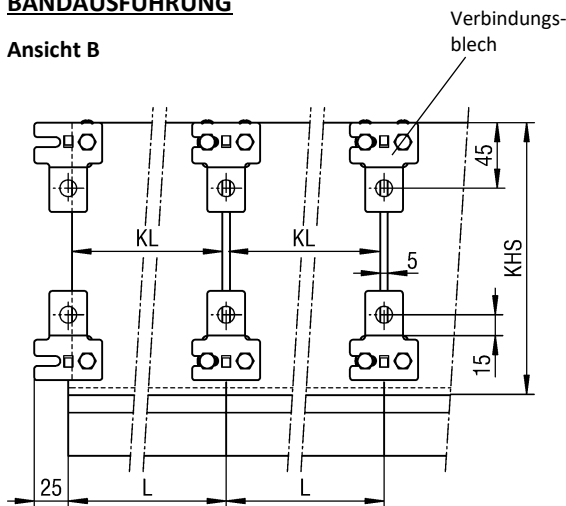 BANDAUSFÜHRUNG
Ansicht B
Verbindungs-
blech
45
KL
KL
KHS
5
15
25
L
L